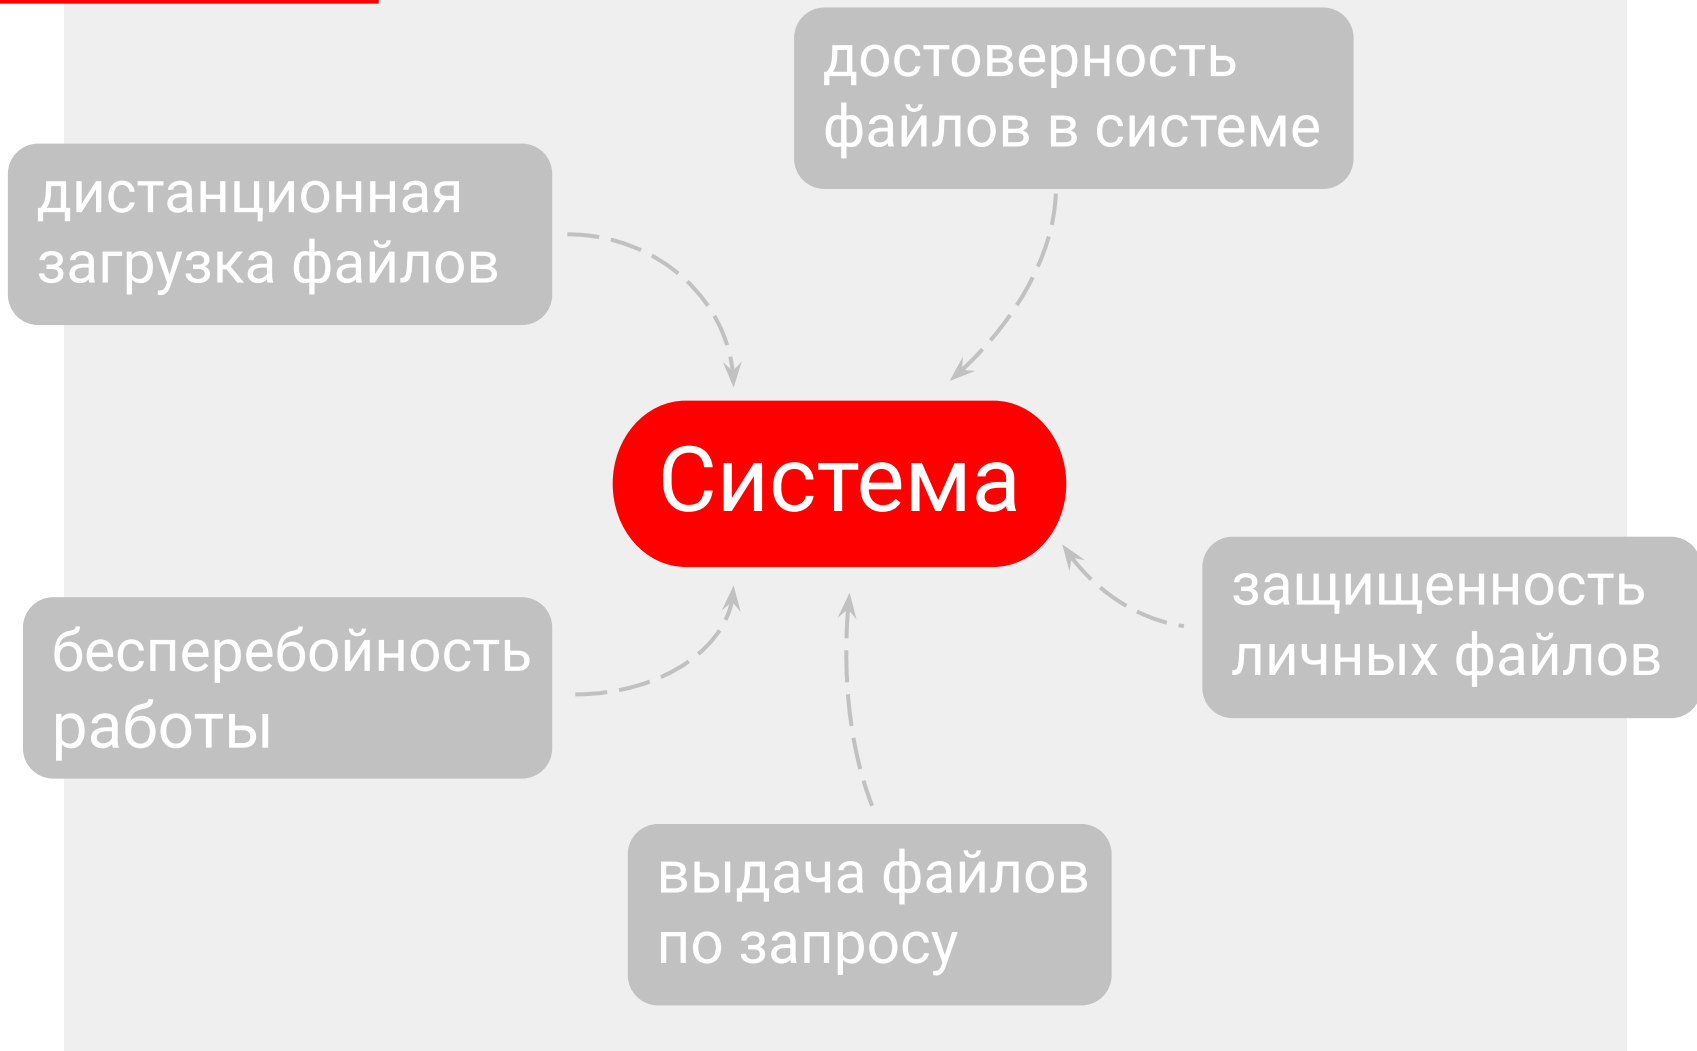 достоверность
файлов в системе
дистанционная
загрузка файлов
Система
защищенность
личных файлов
бесперебойность
работы
выдача файлов
по запросу